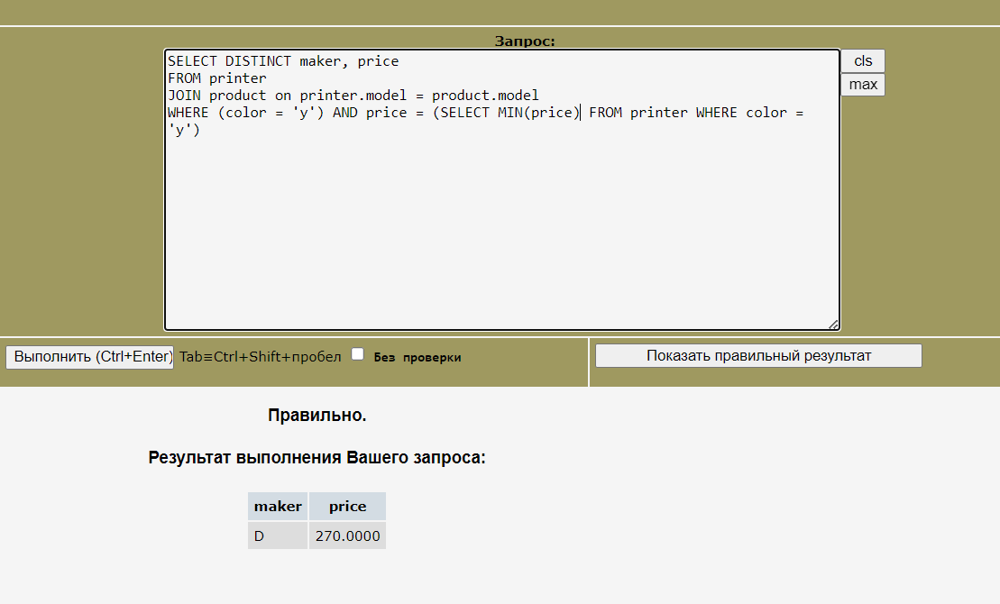 Запрос:
SELECT DISTINCT maker, price
FROM printer
JOIN product on printer.model = product.model
WHERE (color = 'y') AND price = (SELECT MIN(price) FROM printer WHERE color =
'y')
cls
max
Выполнить (Ctrl+Enter) Tab≡Ctrl+Shift+пробел Без проверки
Показать правильный результат
Правильно.
Результат выполнения Вашего запроса:
maker price
D 270.0000